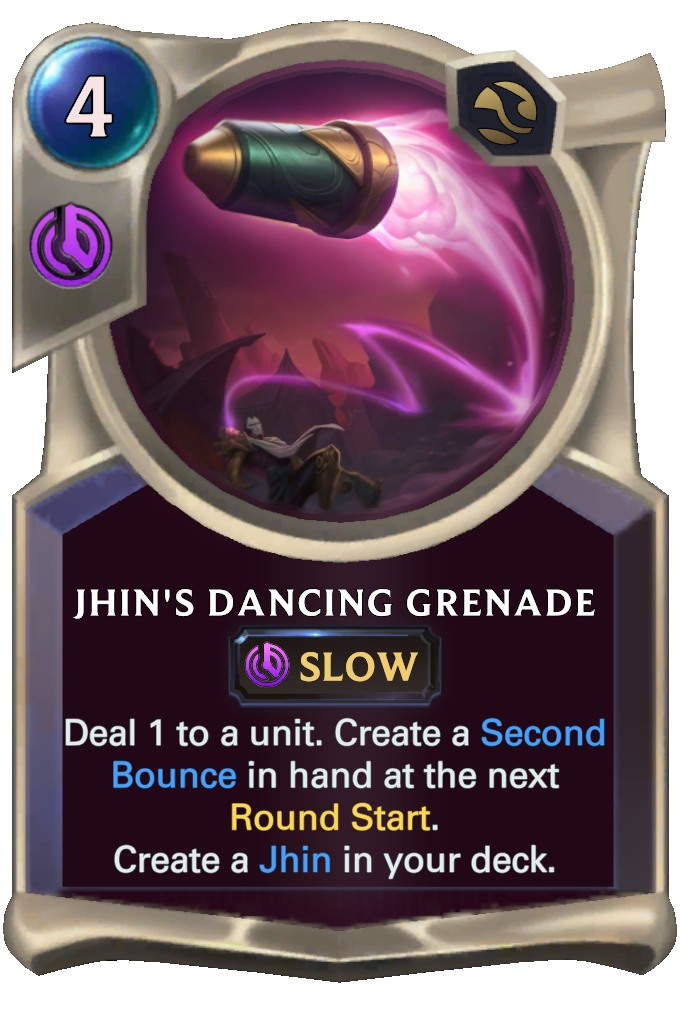 4
JHIN'S DANCING GRENADE
SLOW
Deal 1 to a unit. Create a Second
Bounce in hand at the next
Round Start.
Create a Jhin in your deck.